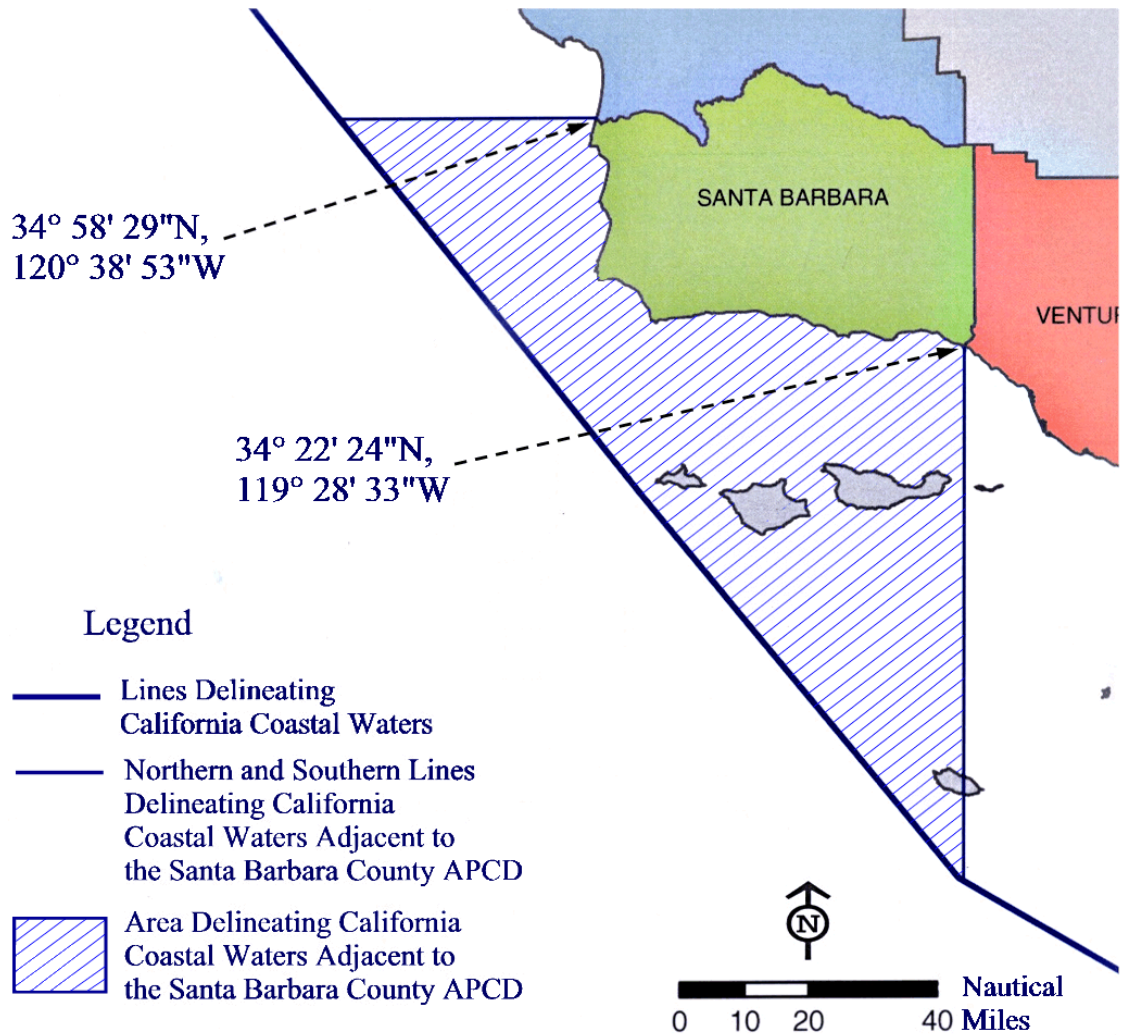 SANTA BARBARA
34° 58' 29"N,
120° 38' 53"W
34° 22' 24"N,
119° 28' 33"W
Legend
Lines Delineating
California Coastal Waters
Northern and Southern Lines
Delineating California
Coastal Waters Adjacent to
the Santa Barbara County APCD
Area Delineating California
Coastal Waters Adjacent to
the Santa Barbara County APCD
N
Nautical
Miles
0 10 20 40